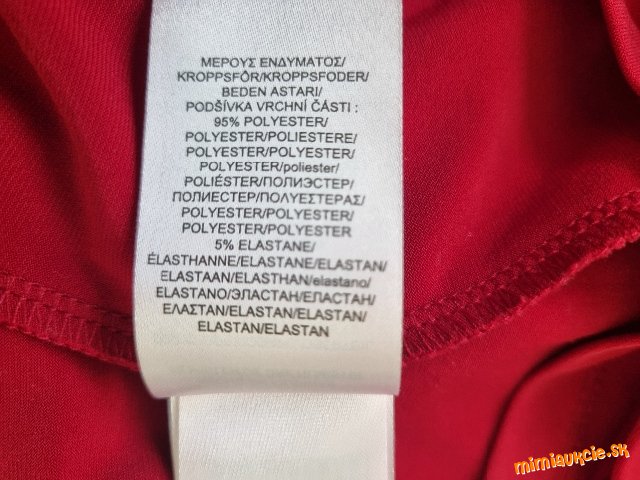 ΜΕΡΟΥΣ ΕΝΔΥΜΑΤΟΣ/
KROPPSFÔR/KROPPSFODER/
BEDEN ASTARI/
PODŠÍVKA VRCHNÍ ČÁSTI :
95% POLYESTER/
POLYESTER/POLIESTERE/
POLYESTER/POLYESTER/
POLYESTER/poliester/
POLIÉSTER/ПОЛИЭСТЕР/
ПОЛИЕСТЕР/ΠΟΛΥΕΣΤΕΡΑΣ/
POLYESTER/POLYESTER/
POLYESTER/POLYESTER
5% ELASTANE/
ÉLASTHANNE/ELASTANE/ELASTAN/
ELASTAAN/ELASTHAN/elastano/
ELASTANO/ЭЛАСТАН/ЕЛАСТАН/
ΕΛΑΣΤΑΝ/ELASTAN/ELASTAN/
ELASTAN/ELASTAN
mimiaukcie.sk